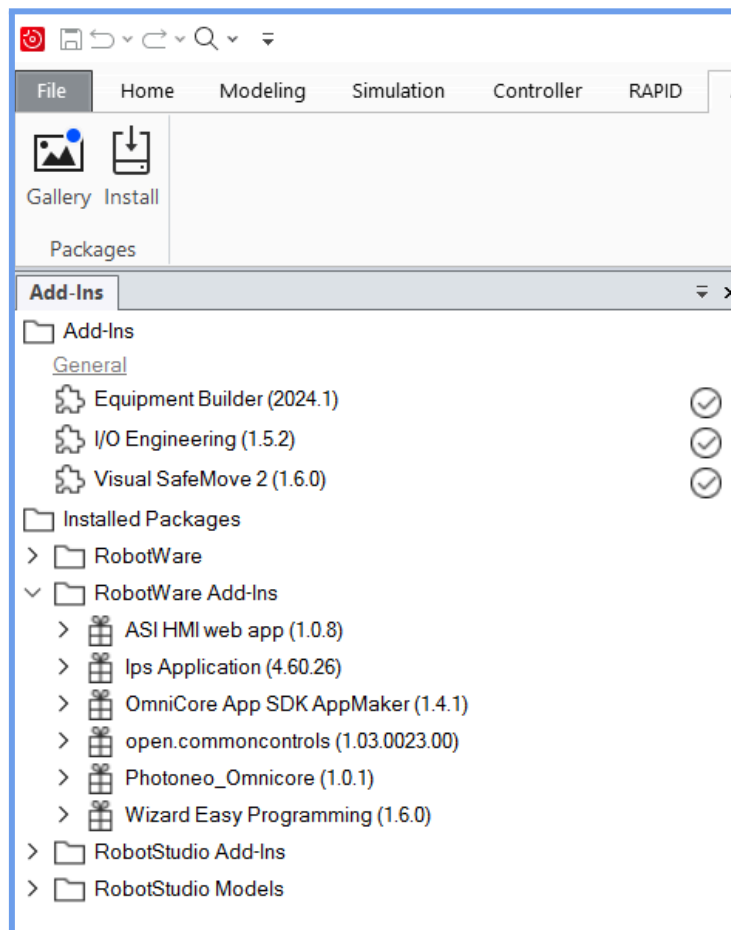 File Home Modeling Simulation Controller RAPID
Gallery Install
Packages
Add-Ins
Add-Ins
General
Equipment Builder (2024.1)
I/O Engineering (1.5.2)
Visual SafeMove 2 (1.6.0)
Installed Packages
RobotWare
RobotWare Add-Ins
ASI HMI web app (1.0.8)
Ips Application (4.60.26)
OmniCore App SDK AppMaker (1.4.1)
open.commoncontrols (1.03.0023.00)
Photoneo_Omnicore (1.0.1)
Wizard Easy Programming (1.6.0)
RobotStudio Add-Ins
RobotStudio Models